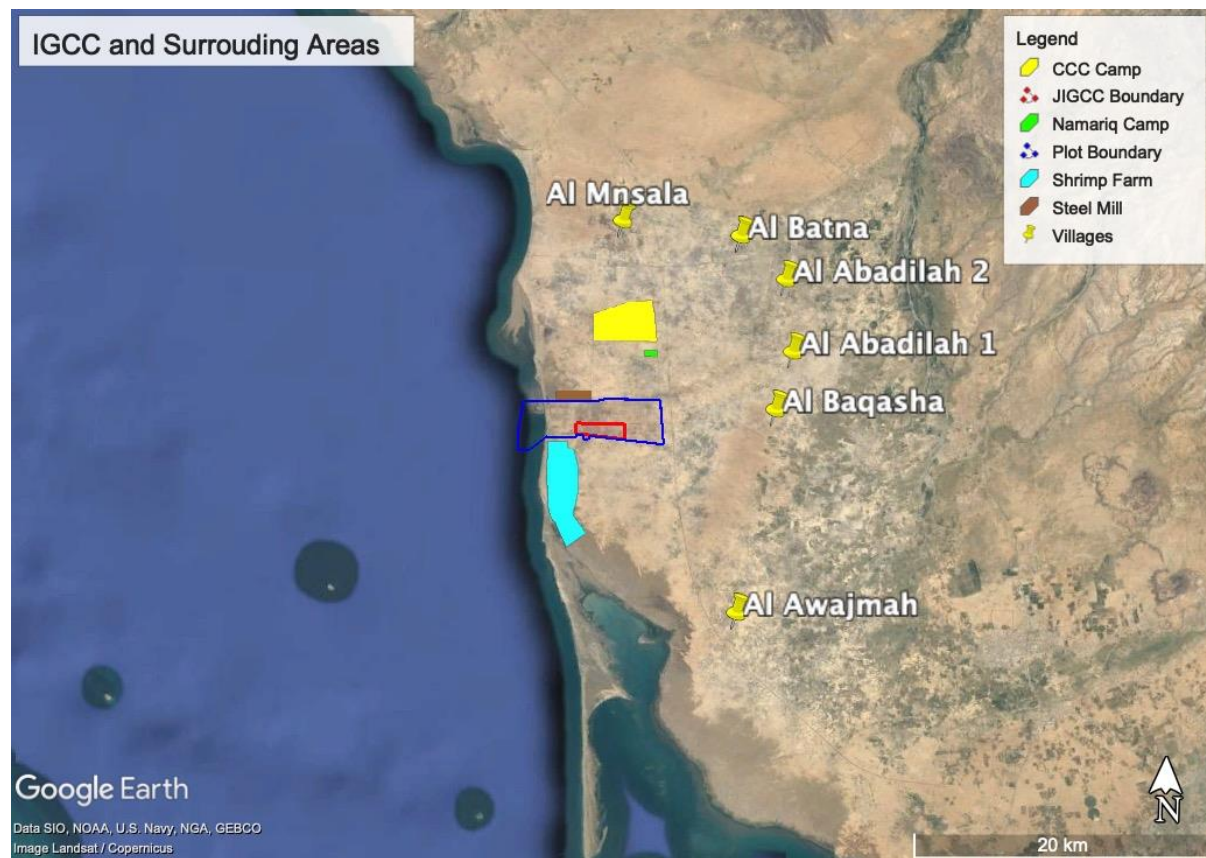 IGCC and Surrouding Areas
Legend
CCC Camp
JIGCC Boundary
Namariq Camp
Plot Boundary
Shrimp Farm
Steel Mill
Villages
Al Mnsala
Al Batna
Al Abadilah 2
Al Abadilah 1
Al Baqasha
Al Awajmah
Google Earth
Data SIO, NOAA, U.S. Navy, NGA, GEBCO
Image Landsat / Copernicus
N
20 km